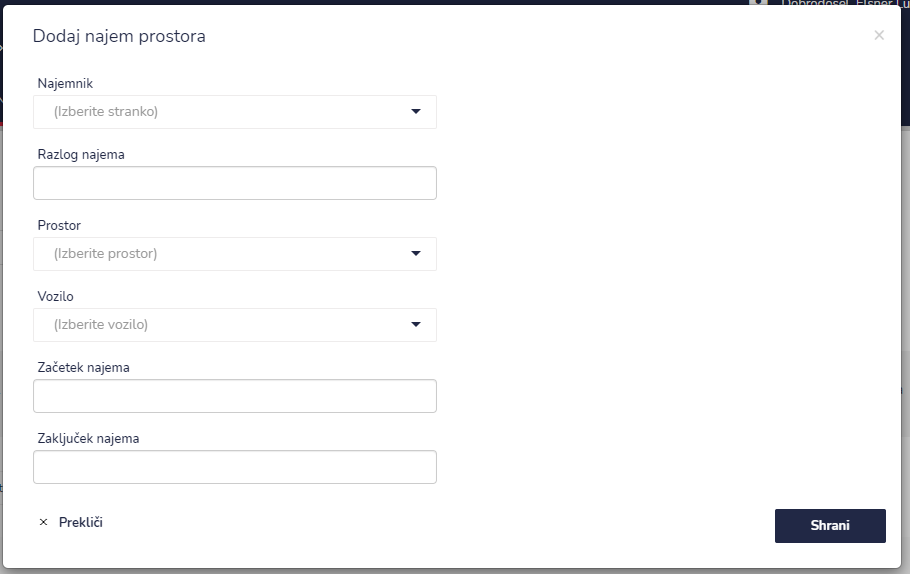 Dobrodošel, Elsner Lu
Dodaj najem prostora
×
Najemnik
(Izberite stranko)
Razlog najema
Prostor
(Izberite prostor)
Vozilo
(Izberite vozilo)
Začetek najema
Zaključek najema
× Prekliči
Shrani